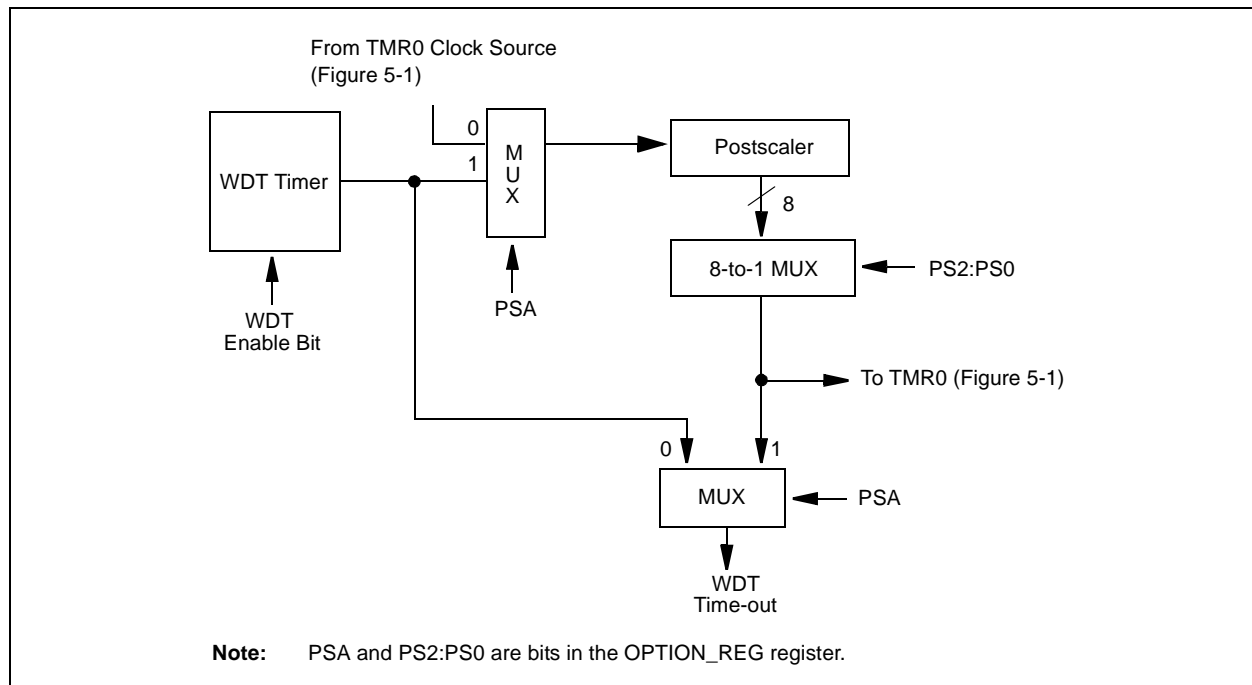 From TMR0 Clock Source
(Figure 5-1)
0
1
M
U
X
WDT Timer
Postscaler
8
8-to-1 MUX
PS2:PS0
PSA
WDT
Enable Bit
To TMR0 (Figure 5-1)
0
1
MUX
PSA
WDT
Time-out
Note: PSA and PS2:PS0 are bits in the OPTION_REG register.